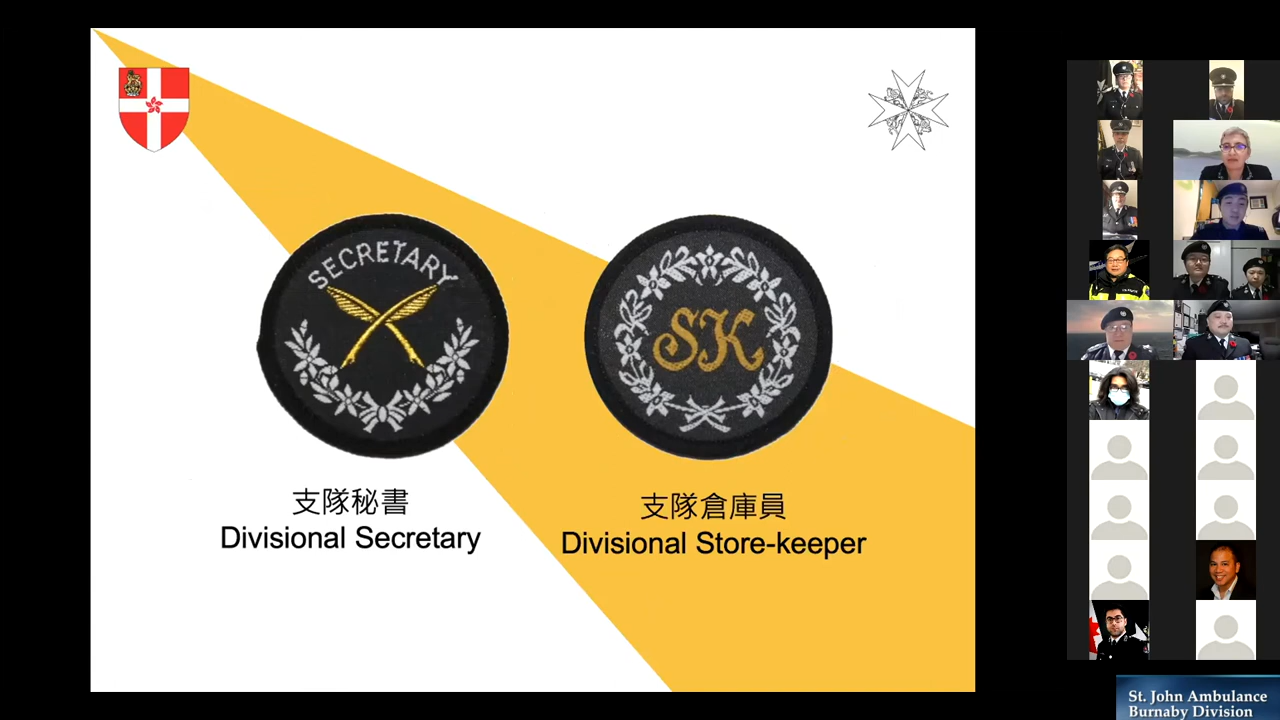 SECRETARY
SK
支隊秘書
Divisional Secretary
支隊倉庫員
Divisional Store-keeper
St. John Ambulance
Burnaby Division